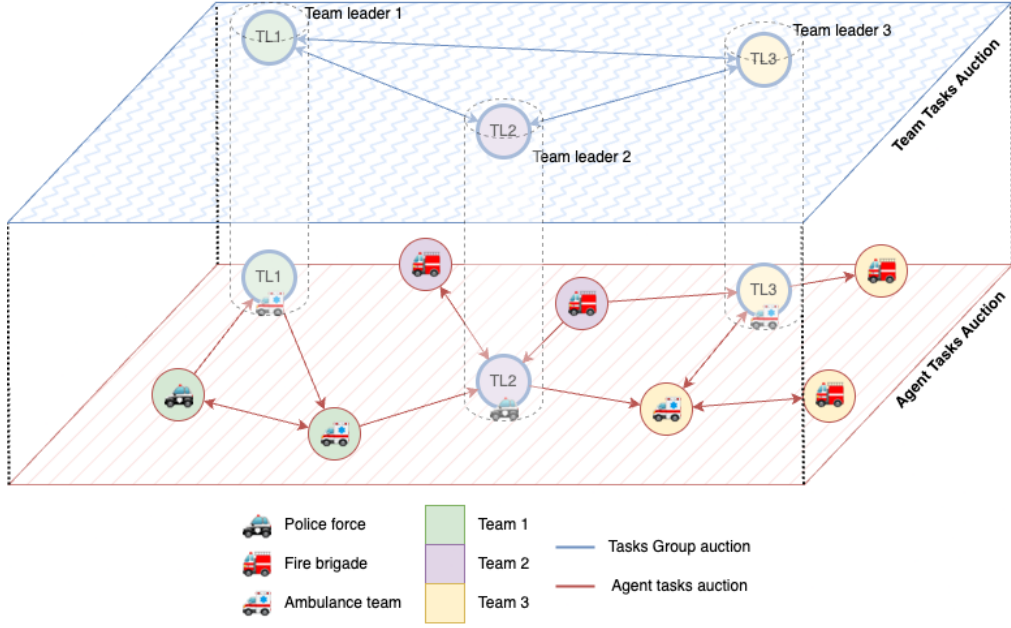 Team leader 1
TL1
Team leader 3
TL3
TL2
Team leader 2
Team Tasks Auction
TL1
TL3
TL2
Agent Tasks Auction
Police force
Team 1
Fire brigade
Team 2
Tasks Group auction
Ambulance team
Team 3
Agent tasks auction